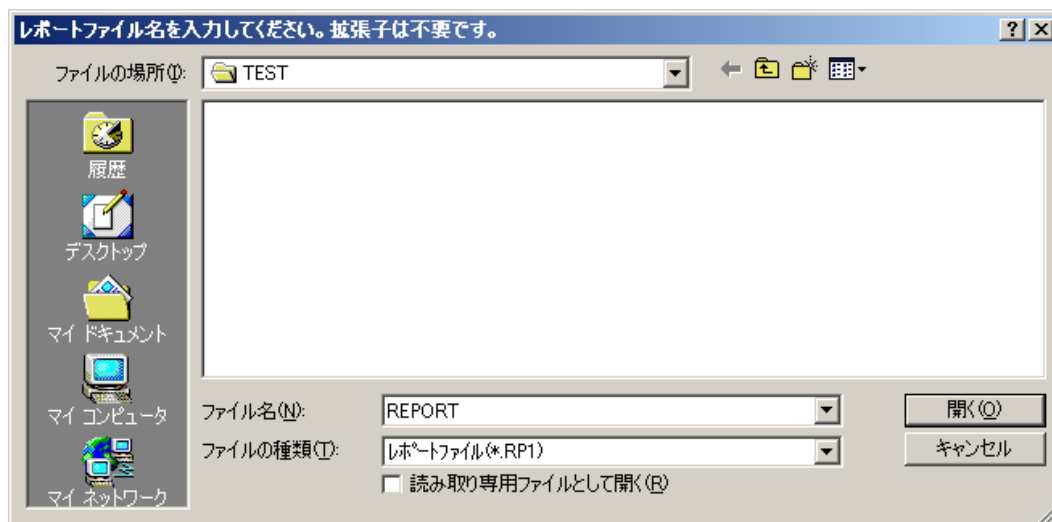 レポートファイル名を入力してください。拡張子は不要です。
ファイルの場所(I): TEST
履歴
デスクトップ
マイ ドキュメント
マイ コンピュータ
マイ ネットワーク
ファイル名(N): REPORT 開く(O)
ファイルの種類(T): レポートファイル(*.RP1) キャンセル
読み取り専用ファイルとして開く(R)